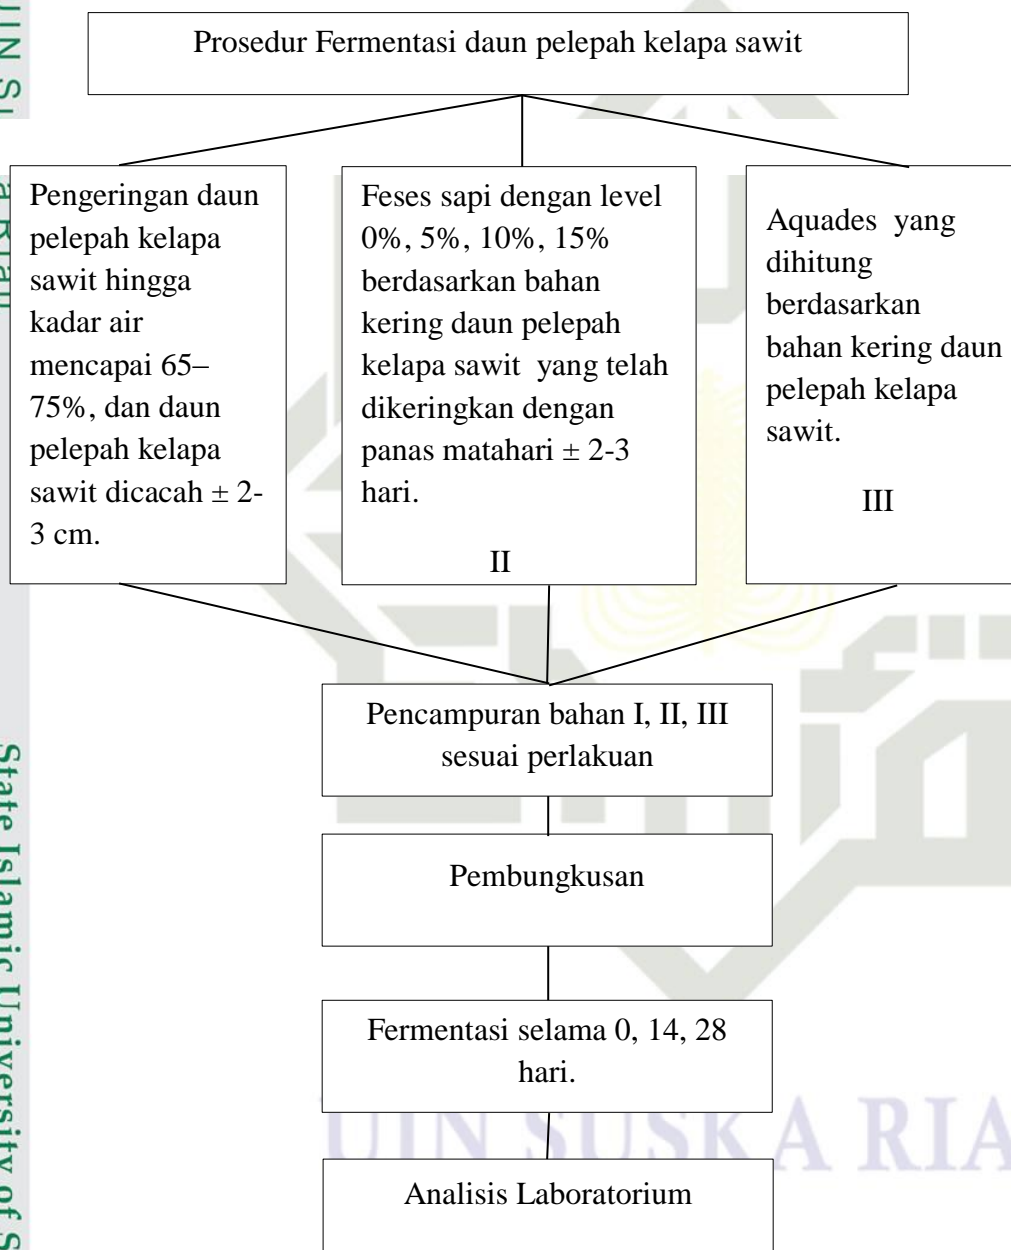 Prosedur Fermentasi daun pelepah kelapa sawit
Pengeringan daun
pelepah kelapa
sawit hingga
kadar air
mencapai 65–
75%, dan daun
pelepah kelapa
sawit dicacah ± 2-
3 cm.
Feses sapi dengan level
0%, 5%, 10%, 15%
berdasarkan bahan
kering daun pelepah
kelapa sawit yang telah
dikeringkan dengan
panas matahari ± 2-3
hari.
II
Aquades yang
dihitung
berdasarkan
bahan kering daun
pelepah kelapa
sawit.
III
Pencampuran bahan I, II, III
sesuai perlakuan
Pembungkusan
Fermentasi selama 0, 14, 28
hari.
Analisis Laboratorium
UIN SUSKA RIA
UIN Su
a Riau
State Islamic University of S